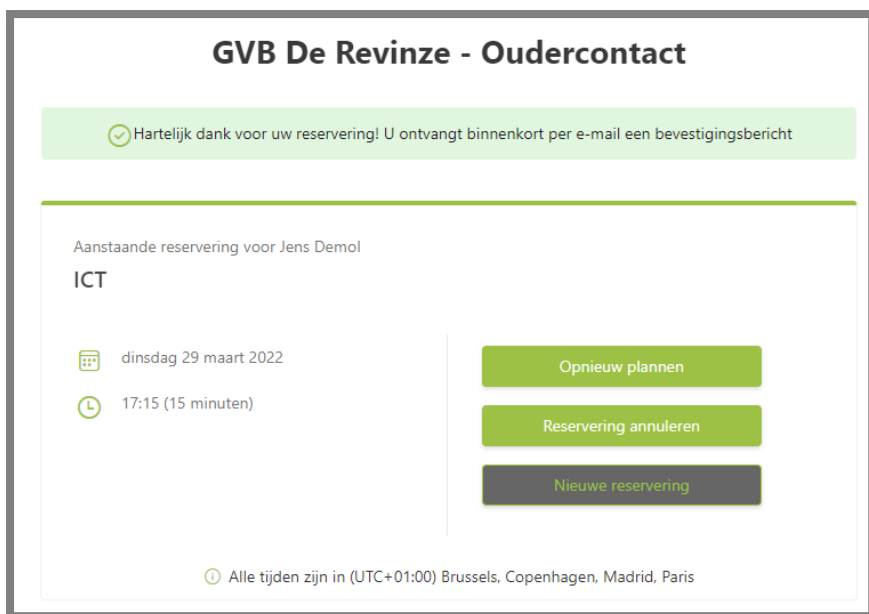 GVB De Revinze - Oudercontact
Hartelijk dank voor uw reservering! U ontvangt binnenkort per e-mail een bevestigingsbericht
Aanstaande reservering voor Jens Demol
ICT
dinsdag 29 maart 2022
17:15 (15 minuten)
Opnieuw plannen
Reservering annuleren
Nieuwe reservering
Alle tijden zijn in (UTC+01:00) Brussels, Copenhagen, Madrid, Paris